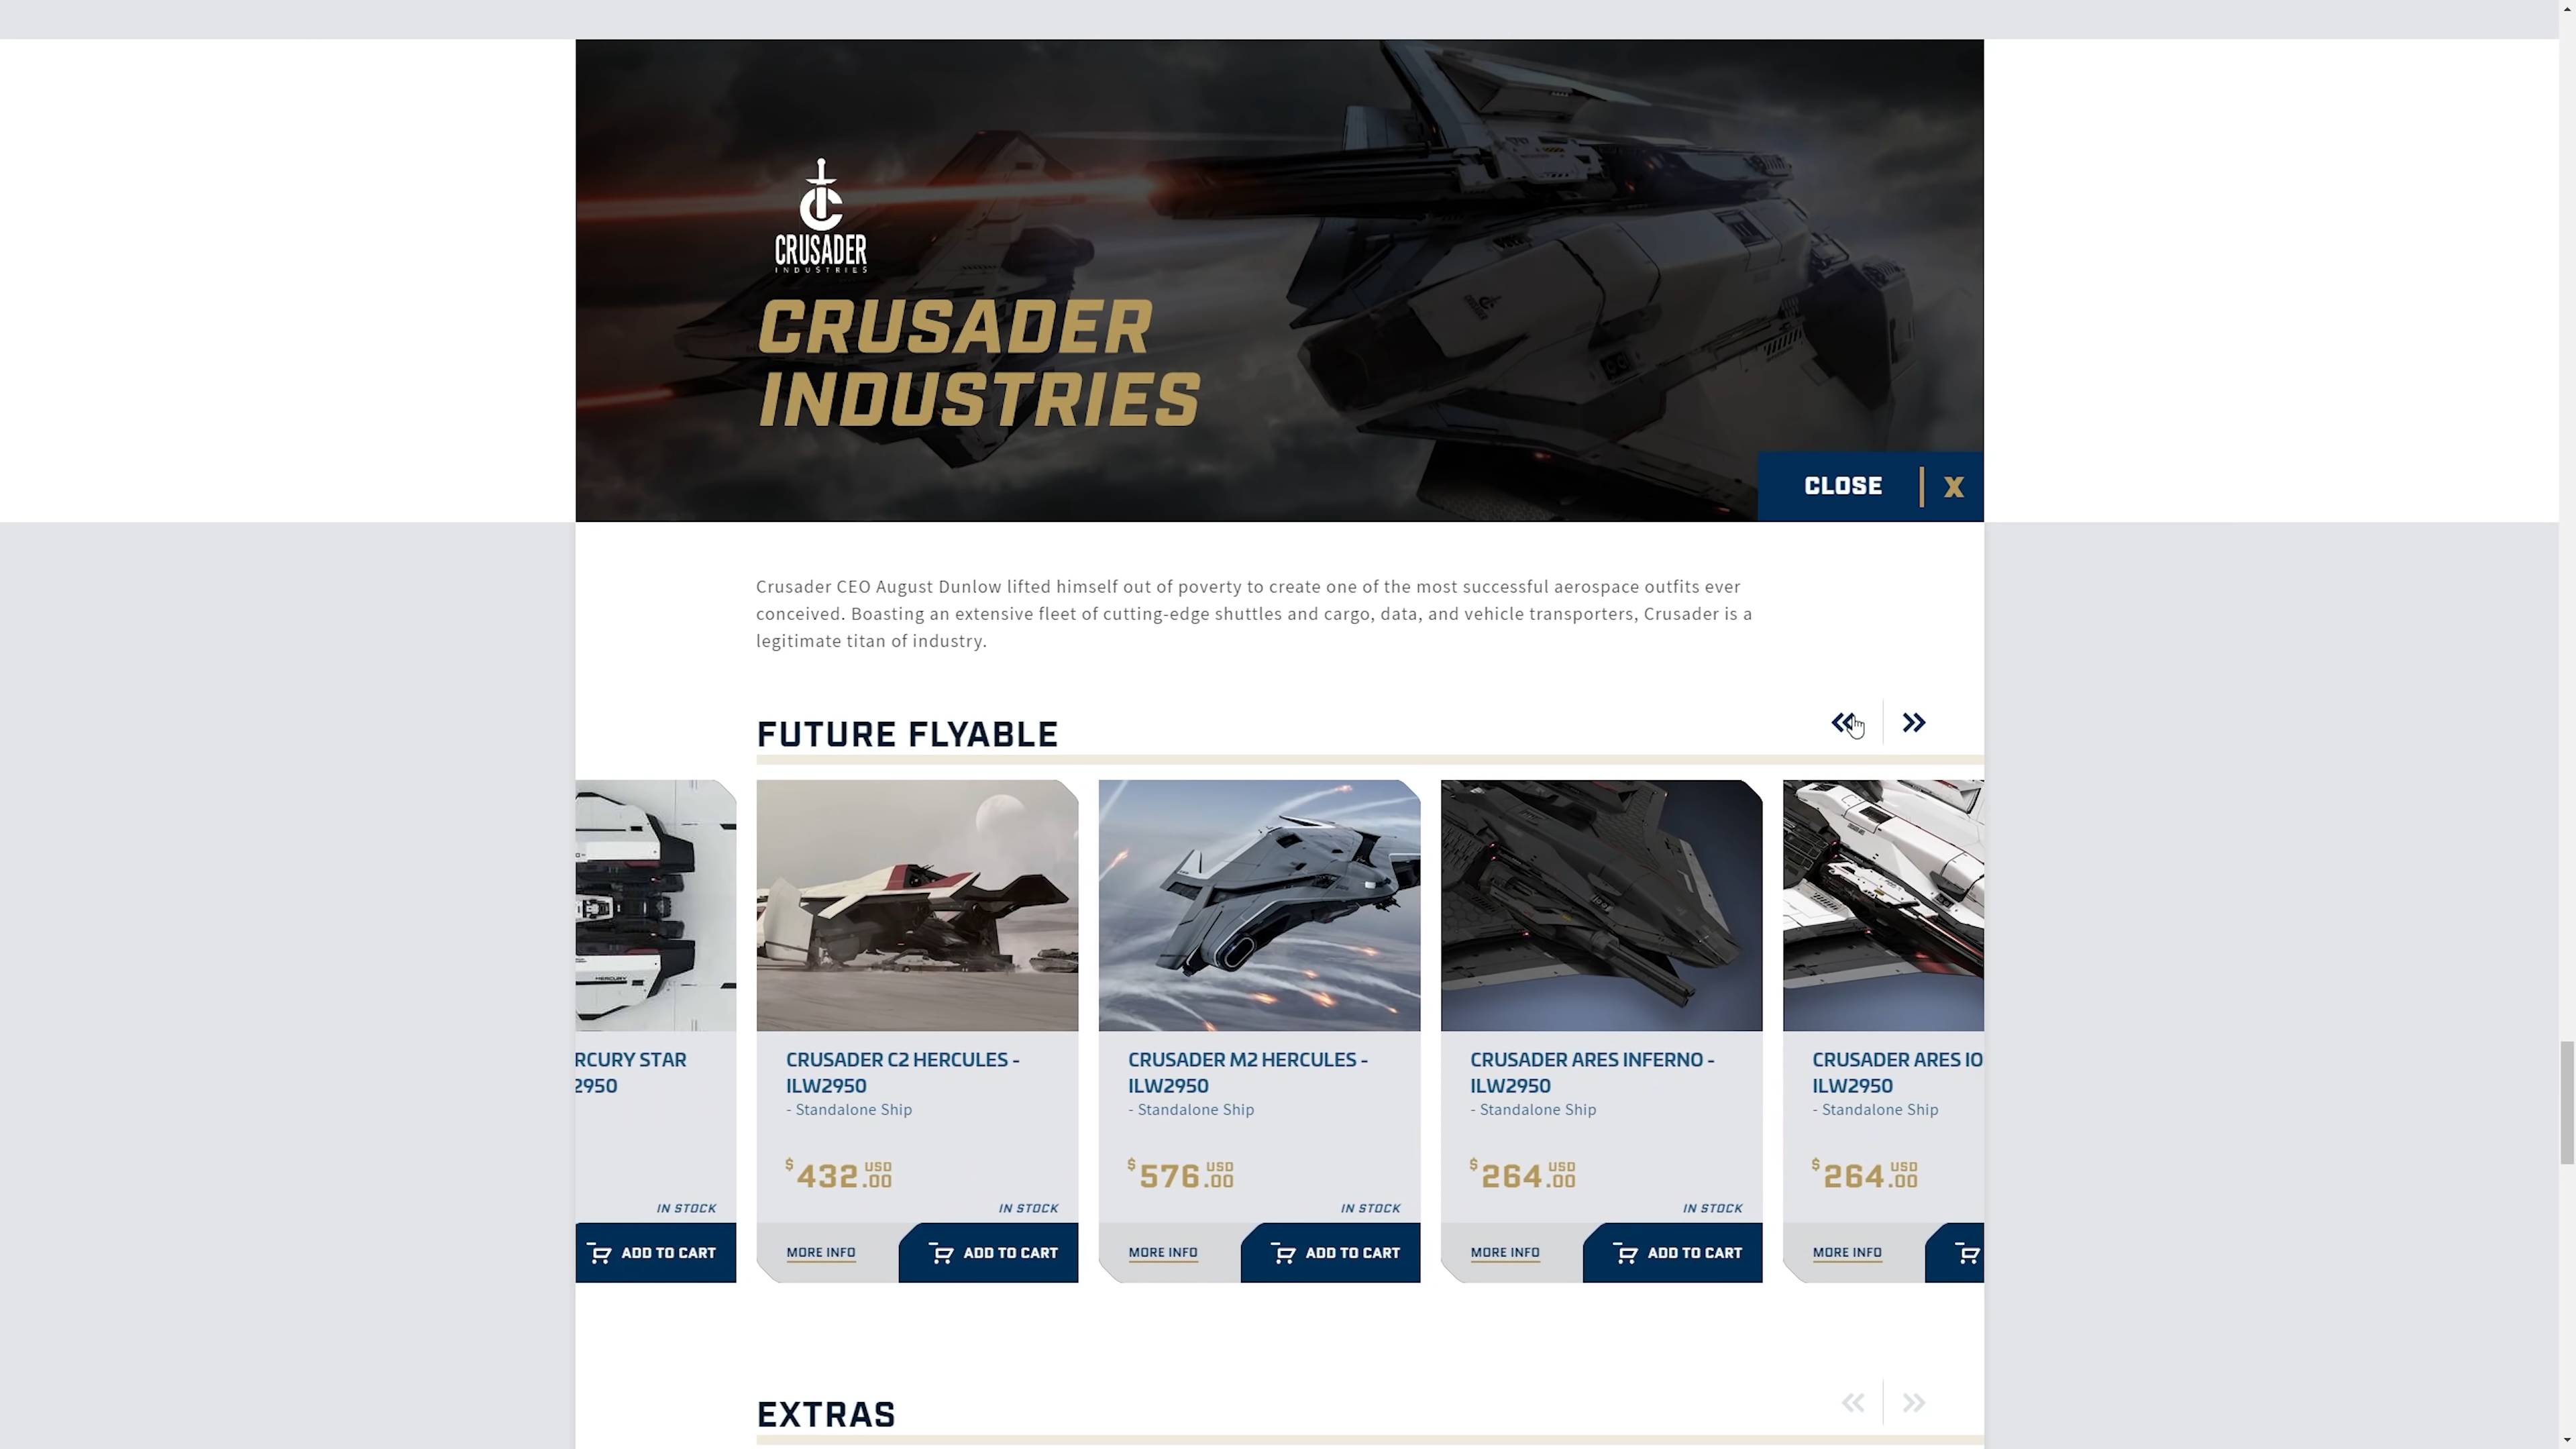 CRUSADER
INDUSTRIES
CRUSADER
INDUSTRIES
CLOSE | X
Crusader CEO August Dunlow lifted himself out of poverty to create one of the most successful aerospace outfits ever
conceived. Boasting an extensive fleet of cutting-edge shuttles and cargo, data, and vehicle transporters, Crusader is a
legitimate titan of industry.
FUTURE FLYABLE
MERCURY
RCURY STAR
2950
IN STOCK
ADD TO CART
CRUSADER C2 HERCULES -
ILW2950
- Standalone Ship
$432.00 USD
IN STOCK
MORE INFO
ADD TO CART
CRUSADER M2 HERCULES -
ILW2950
- Standalone Ship
$576.00 USD
IN STOCK
MORE INFO
ADD TO CART
CRUSADER ARES INFERNO -
ILW2950
- Standalone Ship
$264.00 USD
IN STOCK
MORE INFO
ADD TO CART
CRUSADER ARES IO
ILW2950
- Standalone Ship
$264.00 USD
MORE INFO
EXTRAS